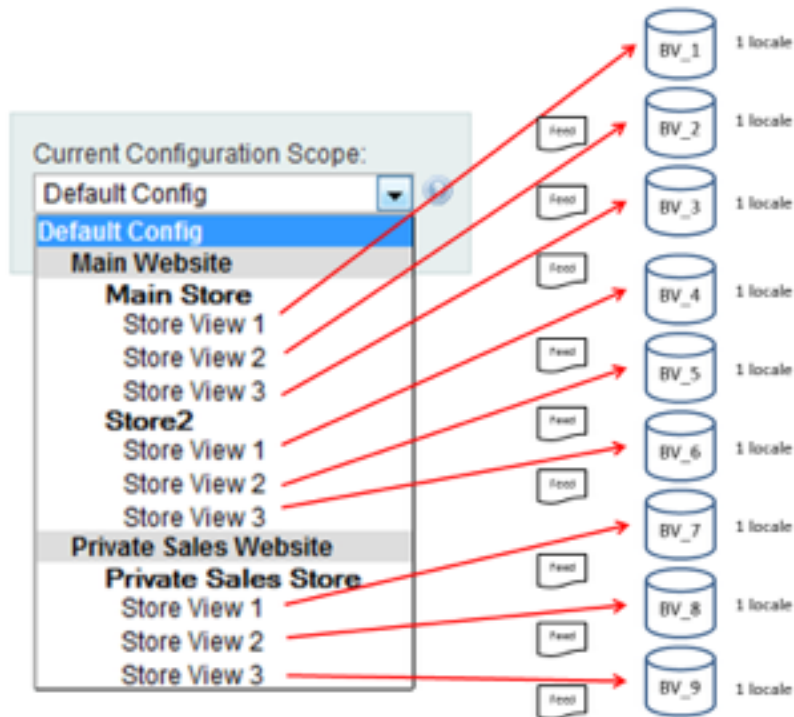 Current Configuration Scope:
Default Config
Default Config
Main Website
Main Store
Store View 1
Store View 2
Store View 3
Store2
Store View 1
Store View 2
Store View 3
Private Sales Website
Private Sales Store
Store View 1
Store View 2
Store View 3
Feed
Feed
Feed
Feed
Feed
Feed
Feed
Feed
Feed
BV_1 1 locale
BV_2 1 locale
BV_3 1 locale
BV_4 1 locale
BV_5 1 locale
BV_6 1 locale
BV_7 1 locale
BV_8 1 locale
BV_9 1 locale